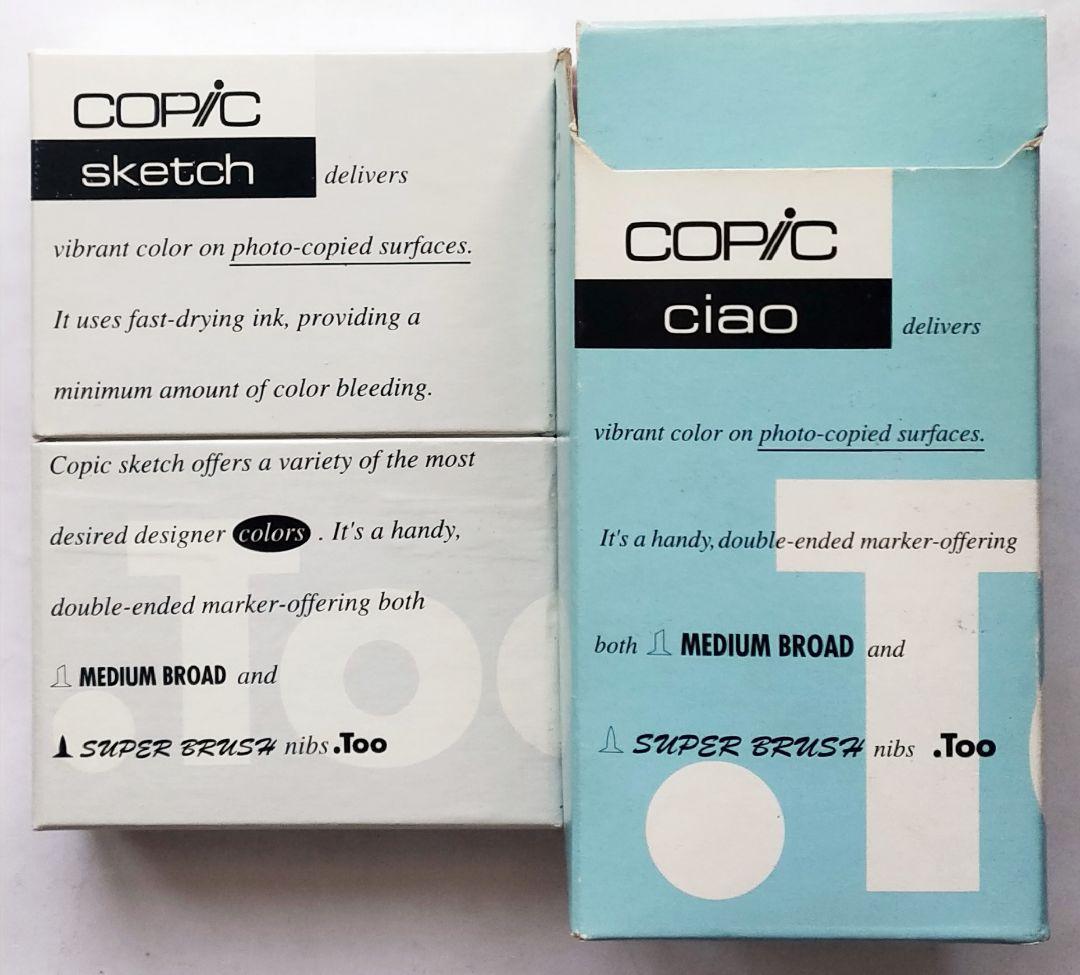 COPiC
sketch delivers
vibrant color on photo-copied surfaces.
It uses fast-drying ink, providing a
minimum amount of color bleeding.
Copic sketch offers a variety of the most
desired designer colors . It's a handy,
double-ended marker-offering both
MEDIUM BROAD and
SUPER BRUSH nibs .Too
.Too
COPiC
ciao delivers
vibrant color on photo-copied surfaces.
It's a handy, double-ended marker-offering
both MEDIUM BROAD and
SUPER BRUSH nibs .Too
.T